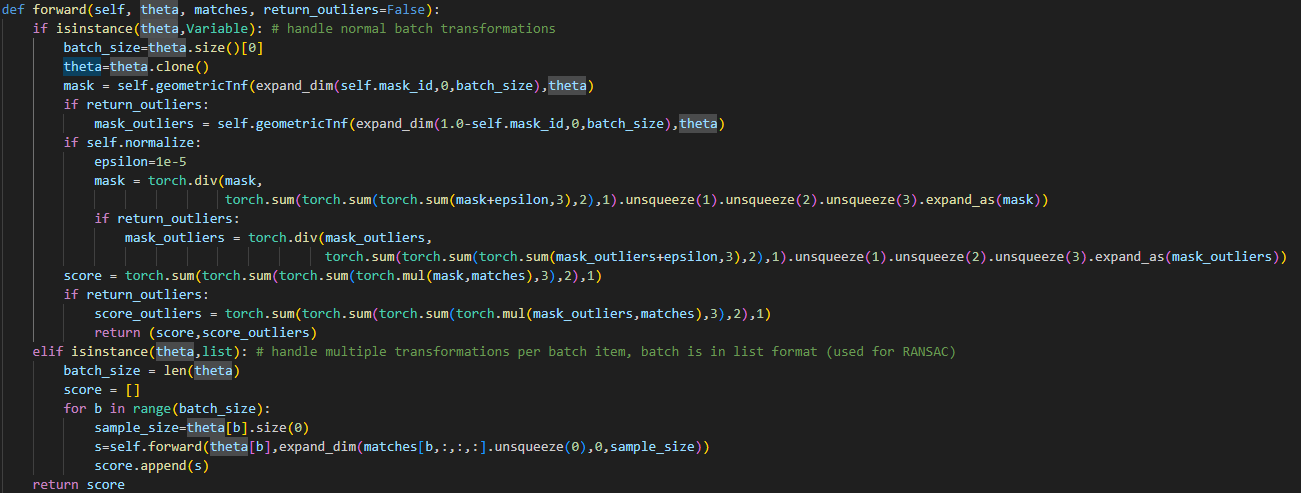 def forward(self, theta, matches, return_outliers=False):
    if isinstance(theta,Variable): # handle normal batch transformations
        batch_size=theta.size()[0]
        theta=theta.clone()
        mask = self.geometricTnf(expand_dim(self.mask_id,0,batch_size),theta)
        if return_outliers:
            mask_outliers = self.geometricTnf(expand_dim(1.0-self.mask_id,0,batch_size),theta)
        if self.normalize:
            epsilon=1e-5
            mask = torch.div(mask,
                             torch.sum(torch.sum(torch.sum(mask+epsilon,3),2),1).unsqueeze(1).unsqueeze(2).unsqueeze(3).expand_as(mask))
            if return_outliers:
                mask_outliers = torch.div(mask_outliers,
                                          torch.sum(torch.sum(torch.sum(mask_outliers+epsilon,3),2),1).unsqueeze(1).unsqueeze(2).unsqueeze(3).expand_as(mask_outliers))
        score = torch.sum(torch.sum(torch.sum(torch.mul(mask,matches),3),2),1)
        if return_outliers:
            score_outliers = torch.sum(torch.sum(torch.sum(torch.mul(mask_outliers,matches),3),2),1)
            return (score,score_outliers)
    elif isinstance(theta,list): # handle multiple transformations per batch item, batch is in list format (used for RANSAC)
        batch_size = len(theta)
        score = []
        for b in range(batch_size):
            sample_size=theta[b].size(0)
            s=self.forward(theta[b],expand_dim(matches[b,:,:,:].unsqueeze(0),0,sample_size))
            score.append(s)
    return score